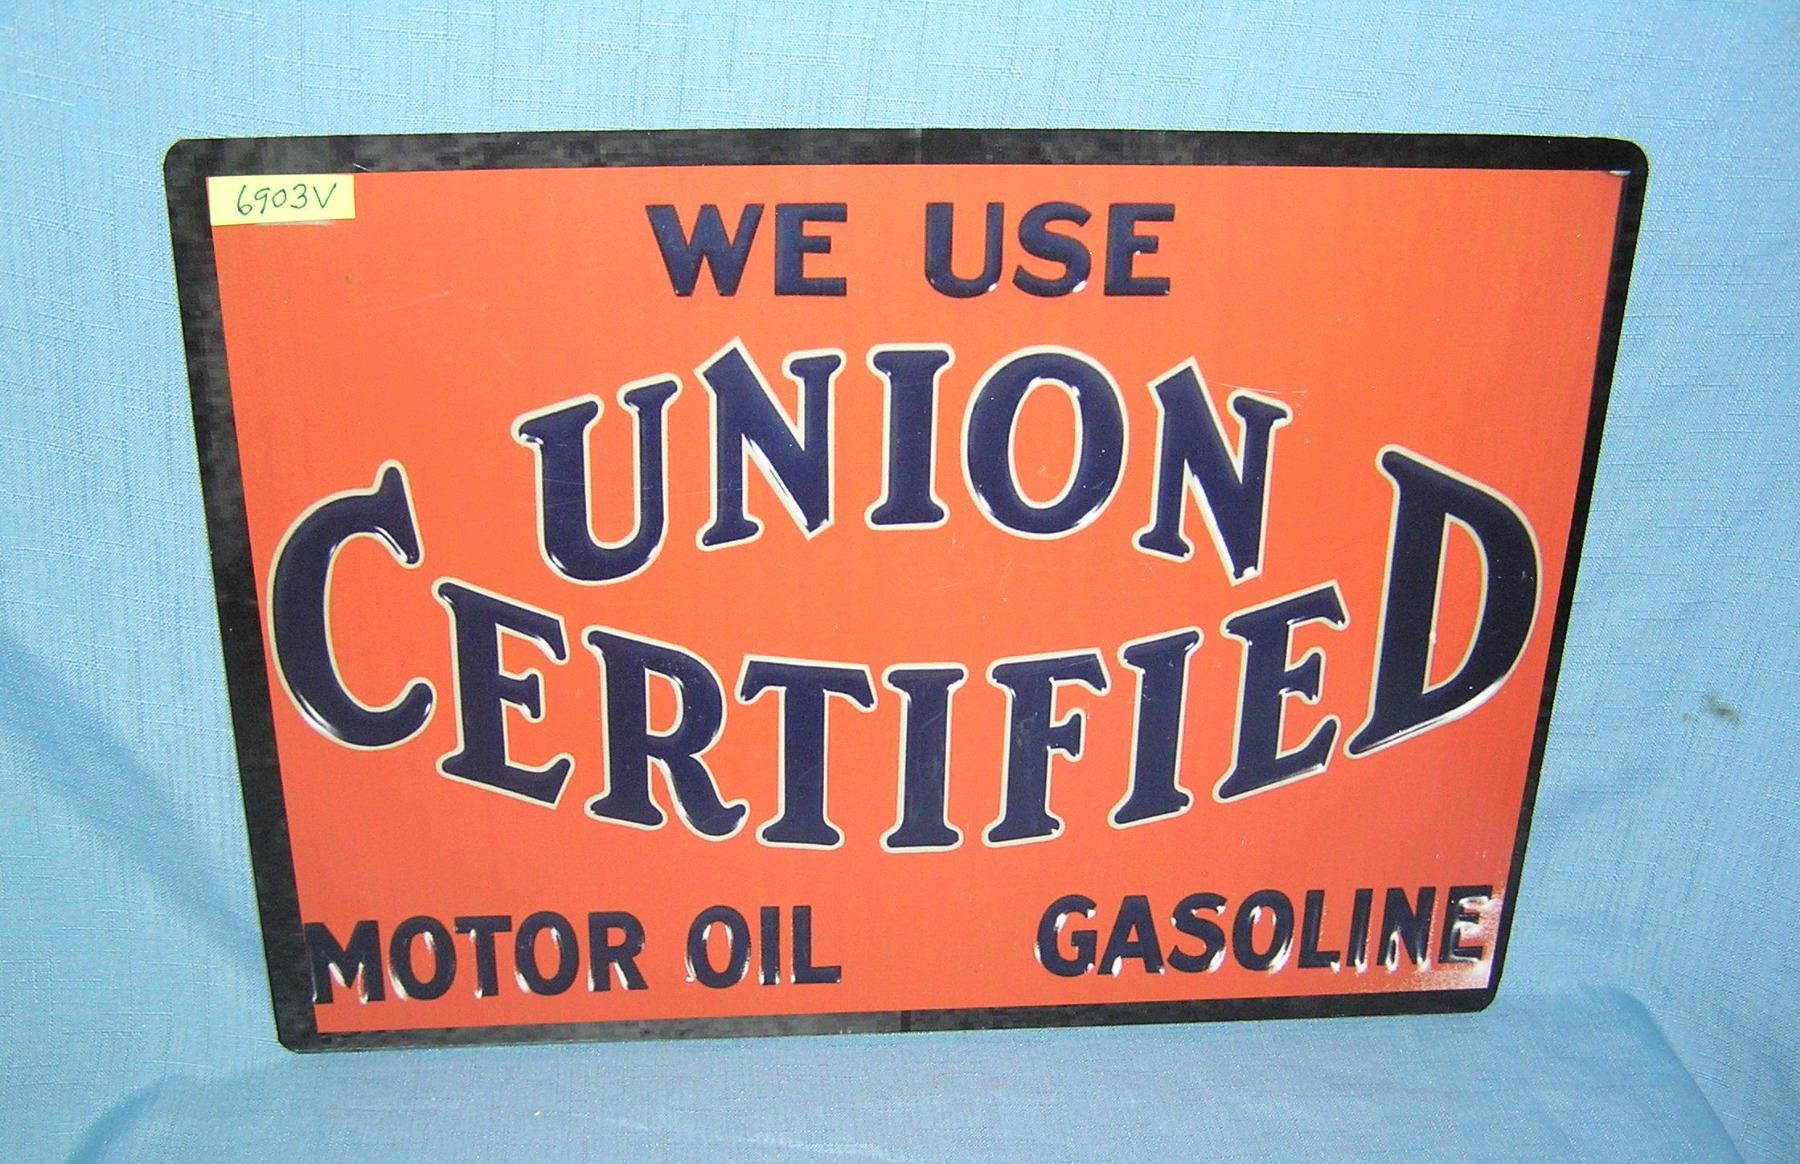 6903V
WE USE
UNION
CERTIFIED
MOTOR OIL GASOLINE